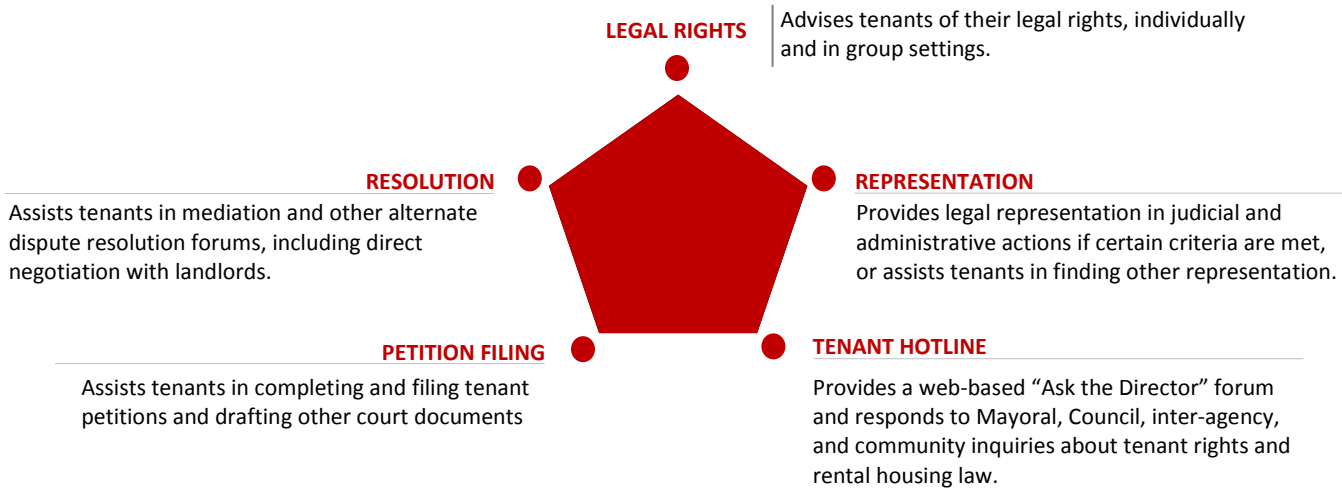 LEGAL RIGHTS
Advises tenants of their legal rights, individually
and in group settings.
RESOLUTION
Assists tenants in mediation and other alternate
dispute resolution forums, including direct
negotiation with landlords.
REPRESENTATION
Provides legal representation in judicial and
administrative actions if certain criteria are met,
or assists tenants in finding other representation.
PETITION FILING
Assists tenants in completing and filing tenant
petitions and drafting other court documents
TENANT HOTLINE
Provides a web-based “Ask the Director” forum
and responds to Mayoral, Council, inter-agency,
and community inquiries about tenant rights and
rental housing law.